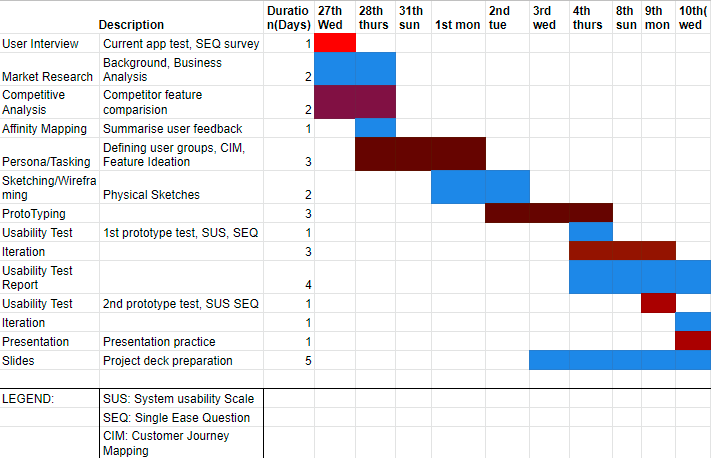 Description Duratio n(Days) 27th Wed 28th thurs 31th sun 1st mon 2nd tue 3rd wed 4th thurs 8th sun 9th mon 10th( wed
User Interview Current app test, SEQ survey 1
Market Research Background, Business Analysis 2
Competitive Analysis Competitor feature comparision) 2
Affinity Mapping Summarise user feedback 1
Persona/Tasking Defining user groups, CIM, Feature Ideation 3
Sketching/Wirefra ming Physical Sketches 2
ProtoTyping 3
Usability Test 1st prototype test, SUS, SEQ 1
Iteration 3
Usability Test Report 4
Usability Test 2nd prototype test, SUS SEQ 1
Iteration 1
Presentation Presentation practice 1
Slides Project deck preparation 5
LEGEND: SUS: System usability Scale
SEQ: Single Ease Question
CIM: Customer Journey
Mapping